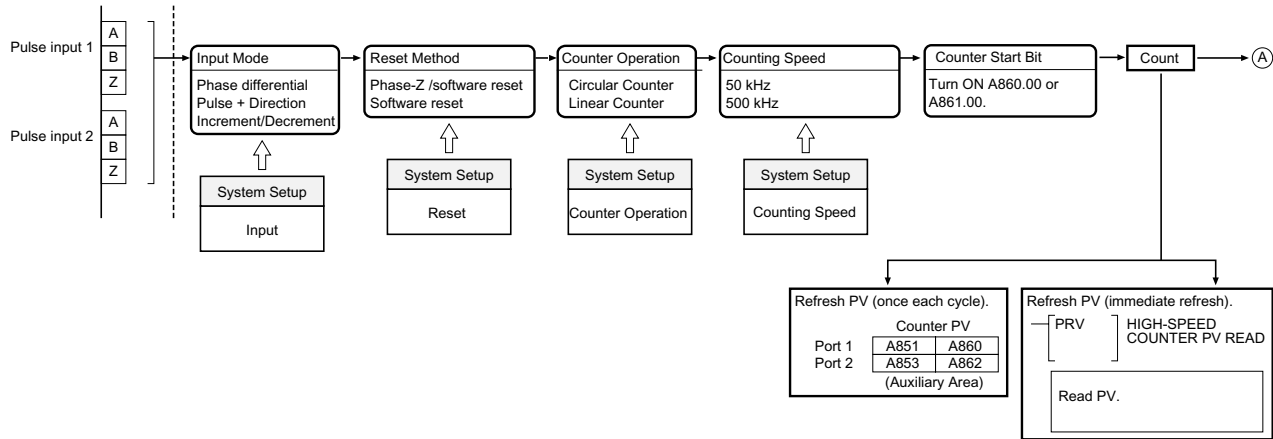 Pulse input 1
A
B
Z
Pulse input 2
A
B
Z
Input Mode
Phase differential
Pulse + Direction
Increment/Decrement
System Setup
Input
Reset Method
Phase-Z /software reset
Software reset
System Setup
Reset
Counter Operation
Circular Counter
Linear Counter
System Setup
Counter Operation
Counting Speed
50 kHz
500 kHz
System Setup
Counting Speed
Counter Start Bit
Turn ON A860.00 or
A861.00.
Count
A
Refresh PV (once each cycle).
Counter PV
Port 1 A851 A860
Port 2 A853 A862
(Auxiliary Area)
Refresh PV (immediate refresh).
PRV HIGH-SPEED
COUNTER PV READ
Read PV.